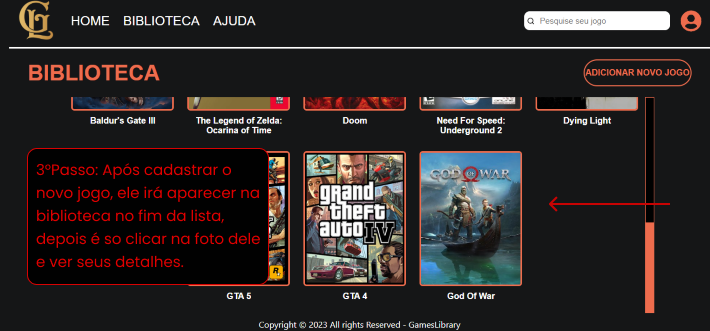 GL
HOME BIBLIOTECA AJUDA
Pesquise seu jogo
BIBLIOTECA
ADICIONAR NOVO JOGO
Baldur's Gate III
The Legend of Zelda:
Ocarina of Time
Doom
Need For Speed:
Underground 2
Dying Light
3ºPasso: Após cadastrar o
novo jogo, ele irá aparecer na
biblioteca no fim da lista,
depois é so clicar na foto dele
e ver seus detalhes.
R
grand
theft
auto
IV
GOD OF WAR
GTA 5
GTA 4
God Of War
Copyright © 2023 All rights Reserved - GamesLibrary